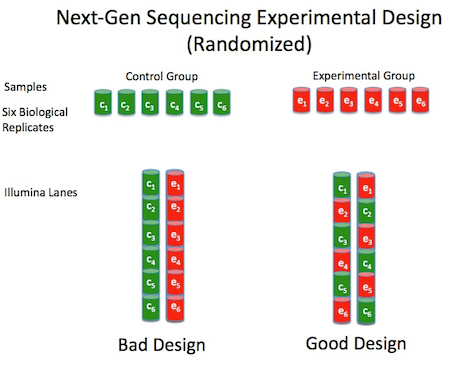 Next-Gen Sequencing Experimental Design
(Randomized)
Samples
Control Group
Experimental Group
Six Biological
Replicates
c1 c2 c3 c4 c5 c6
e1 e2 e3 e4 e5 e6
Illumina Lanes
c1 e1
c2 e2
c3 e3
c4 e4
c5 e5
c6 e6
Bad Design
c1 e1
e2 c2
c3 e3
e4 c4
c5 e5
e6 c6
Good Design